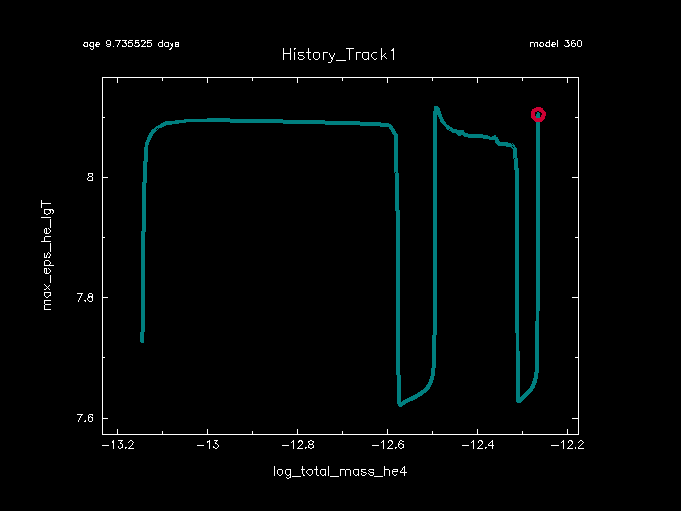 age 9.735525 days
model 360
History_Track1
max_eps_he_lgT
8
7.8
7.6
-13.2 -13 -12.8 -12.6 -12.4 -12.2
log_total_mass_he4